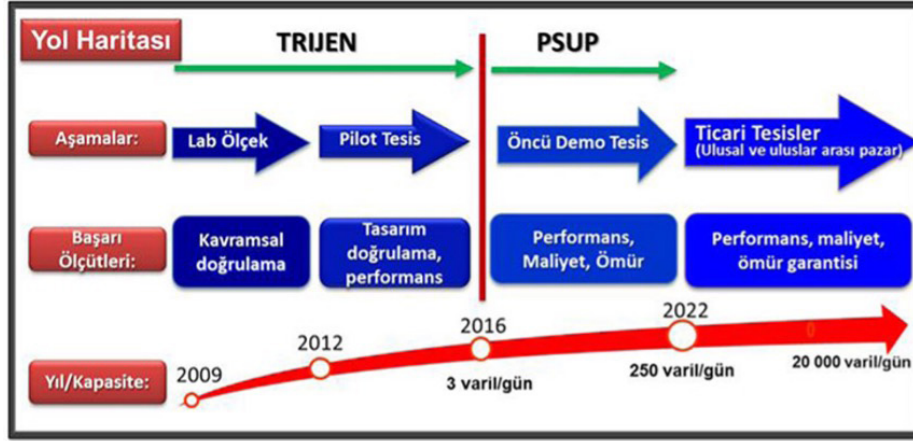 Yol Haritası
TRIJEN
PSUP
Aşamalar:
Lab Ölçek
Pilot Tesis
Öncü Demo Tesis
Ticari Tesisler
(Ulusal ve uluslar arası pazar)
Başarı
Ölçütleri:
Kavramsal
doğrulama
Tasarım
doğrulama,
performans
Performans,
Maliyet, Ömür
Performans, maliyet,
ömür garantisi
Yıl/Kapasite:
2009
2012
2016
2022
3 varil/gün
250 varil/gün
20 000 varil/gün